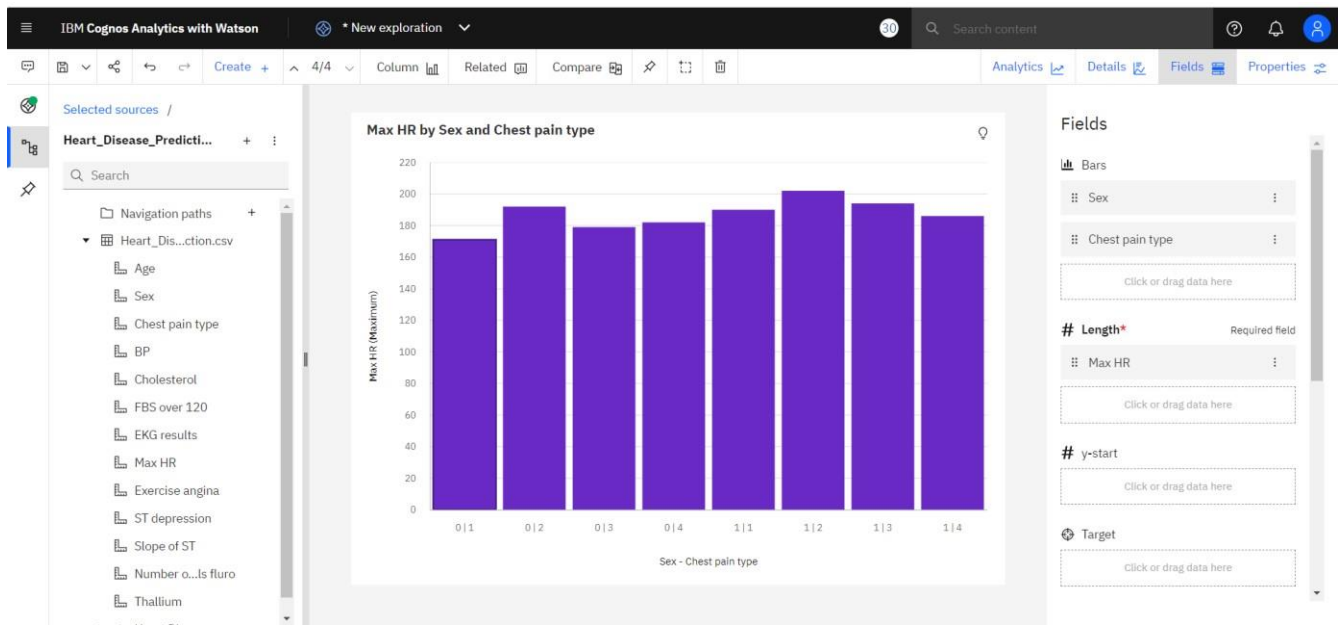 IBM Cognos Analytics with Watson
* New exploration
30
Search content
Create +
4/4
Column
Related
Compare
Analytics
Details
Fields
Properties
Selected sources /
Heart_Disease_Predicti...
Search
Navigation paths
Heart_Dis...ction.csv
Age
Sex
Chest pain type
BP
Cholesterol
FBS over 120
EKG results
Max HR
Exercise angina
ST depression
Slope of ST
Number o...ls fluro
Thallium
Max HR by Sex and Chest pain type
Max HR (Maximum)
220
200
180
160
140
120
100
80
60
40
20
0
0|1 0|2 0|3 0|4 1|1 1|2 1|3 1|4
Sex - Chest pain type
Fields
Bars
Sex
Chest pain type
Click or drag data here
# Length* Required field
Max HR
Click or drag data here
# y-start
Click or drag data here
Target
Click or drag data here